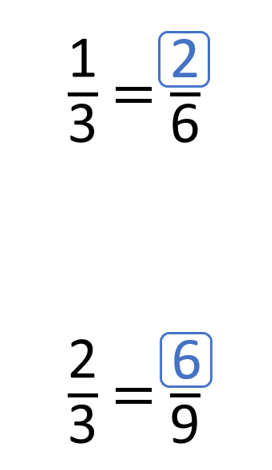 1/3 = 2/6
2/3 = 6/9